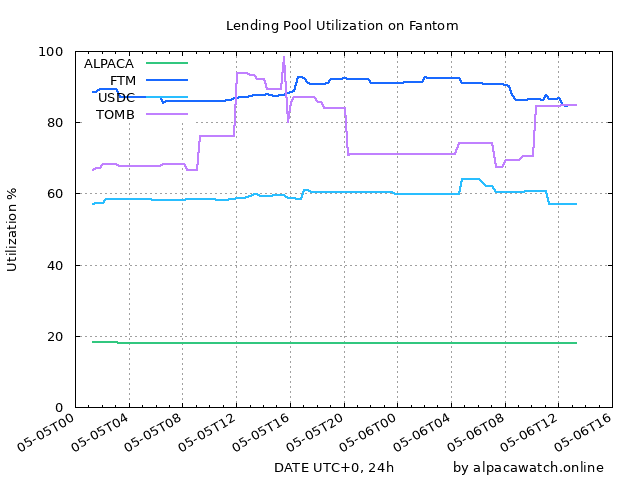 Lending Pool Utilization on Fantom
Utilization %
100
80
60
40
20
0
ALPACA
FTM
USDC
TOMB
05-05T00
05-05T04
05-05T08
05-05T12
05-05T16
05-05T20
05-06T00
05-06T04
05-06T08
05-06T12
05-06T16
DATE UTC+0, 24h
by alpacawatch.online